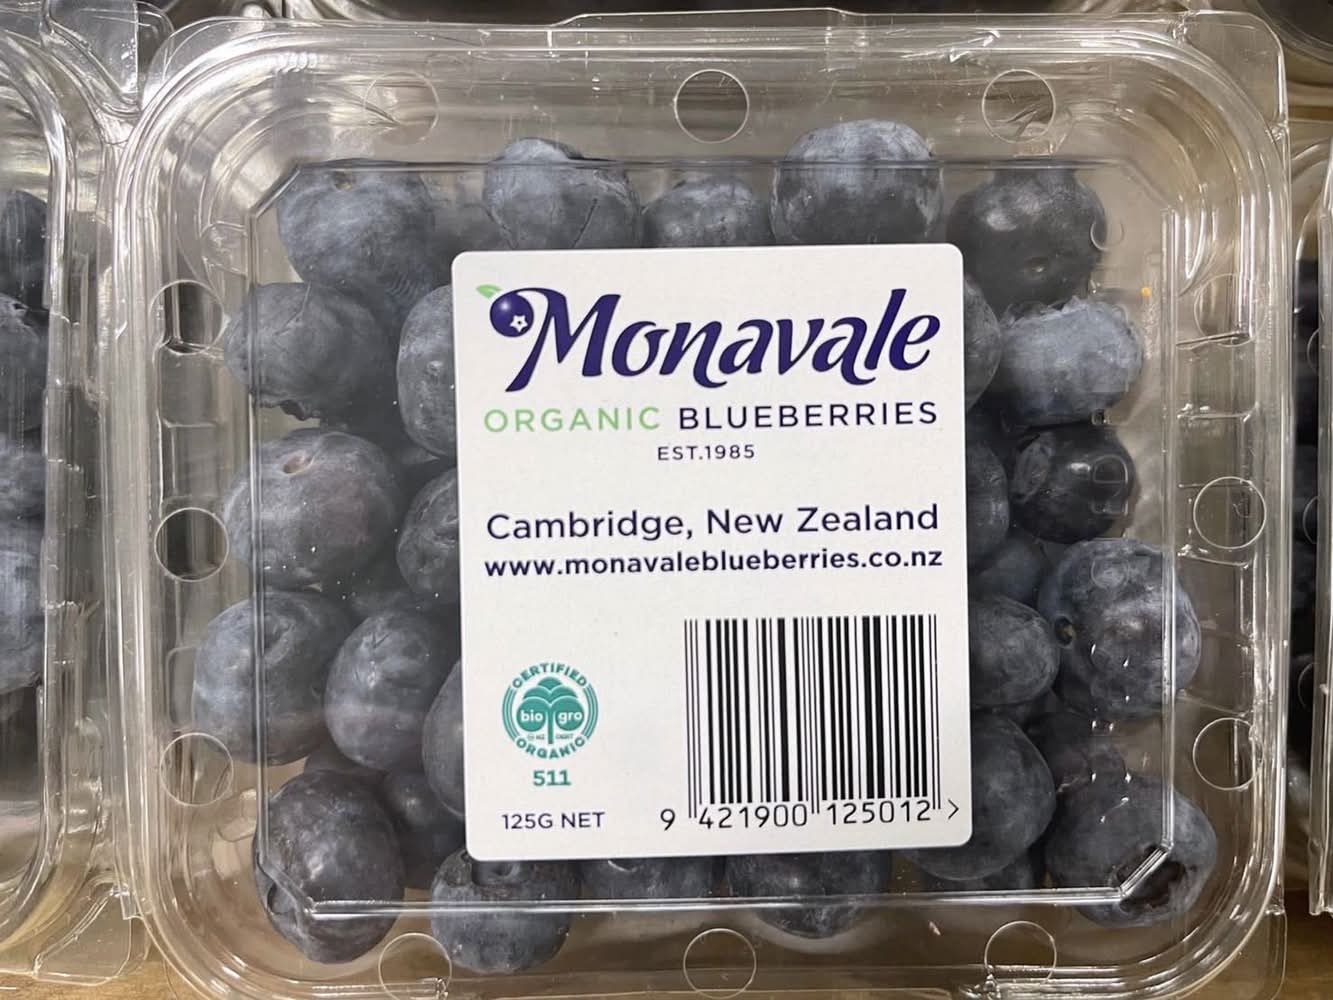 Monavale
ORGANIC BLUEBERRIES
EST.1985
Cambridge, New Zealand
www.monavaleblueberries.co.nz
CERTIFIED
bio gro
ORGANIC
511
125G NET
9 421900 125012 >